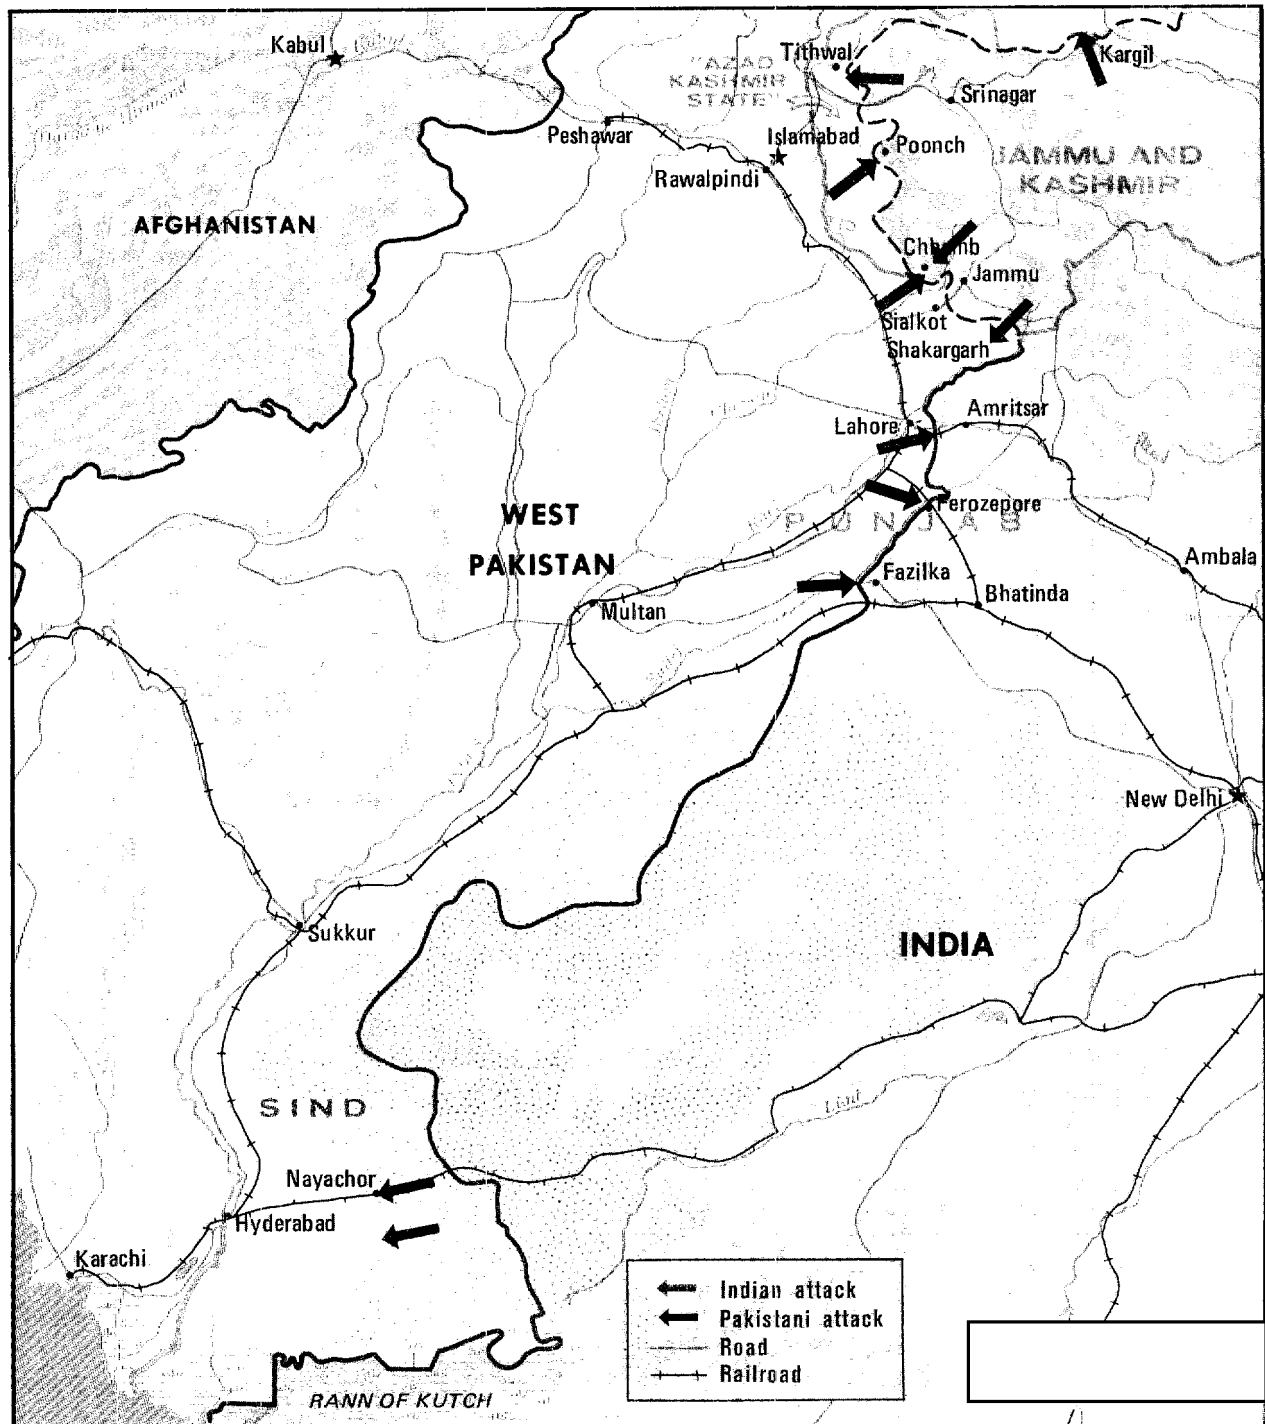 Kabul
Tithwal
Kargil
"AZAD
KASHMIR
STATE"
Srinagar
Peshawar
Islamabad
Poonch
JAMMU AND
KASHMIR
Rawalpindi
AFGHANISTAN
Jammu
Sialkot
Shakargarh
Amritsar
Lahore
WEST
PAKISTAN
Ferozepore
PUNJAB
Ambala
Fazilka
Bhatinda
Multan
New Delhi
Sukkur
INDIA
SIND
Nayachor
Hyderabad
Karachi
Indian attack
Pakistani attack
Road
Railroad
RANN OF KUTCH